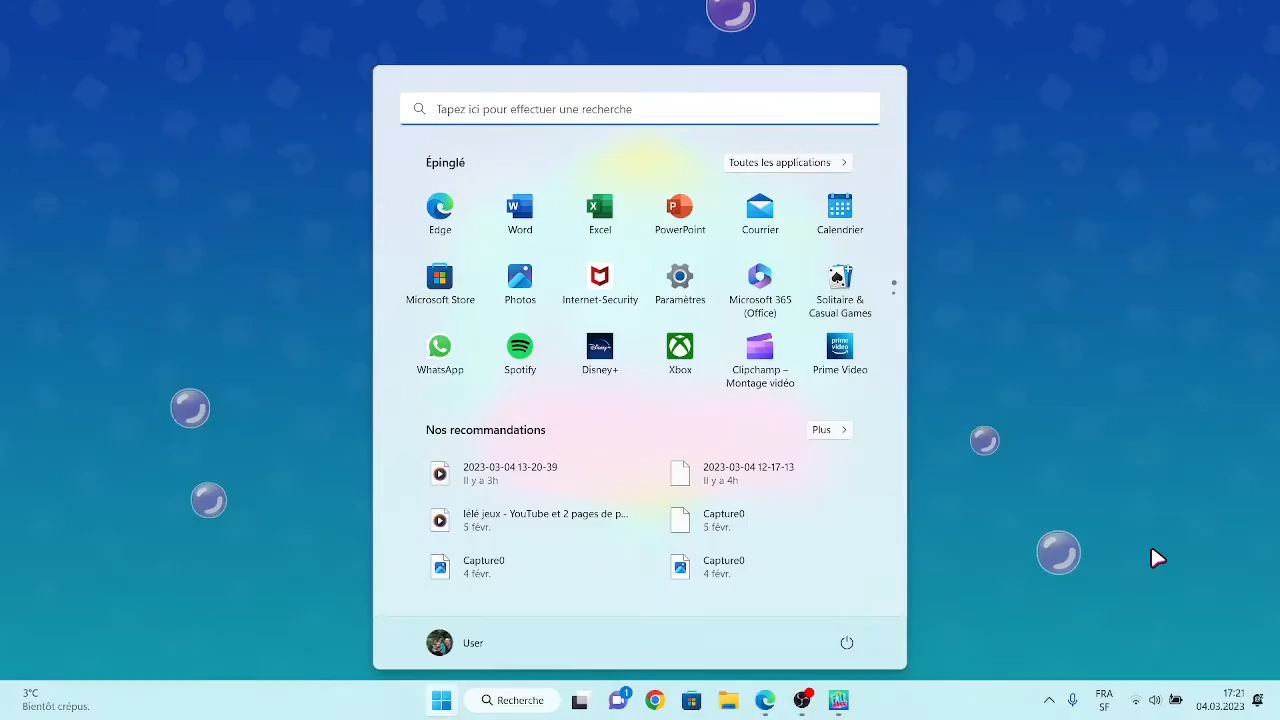 Tapez ici pour effectuer une recherche
Épinglé
Toutes les applications
Edge
Word
Excel
PowerPoint
Courrier
Calendrier
Microsoft Store
Photos
Internet-Security
Paramètres
Microsoft 365
(Office)
Solitaire &
Casual Games
WhatsApp
Spotify
Disney+
Xbox
Clipchamp –
Montage vidéo
prime
video
Prime Video
Nos recommandations
Plus
2023-03-04 13-20-39
Il y a 3h
2023-03-04 12-17-13
Il y a 4h
lélé jeux - YouTube et 2 pages de p...
5 févr.
Capture0
5 févr.
Capture0
4 févr.
Capture0
4 févr.
User
3°C
Bientôt crépus.
Recherche
1
FRA
SF
17:21
04.03.2023